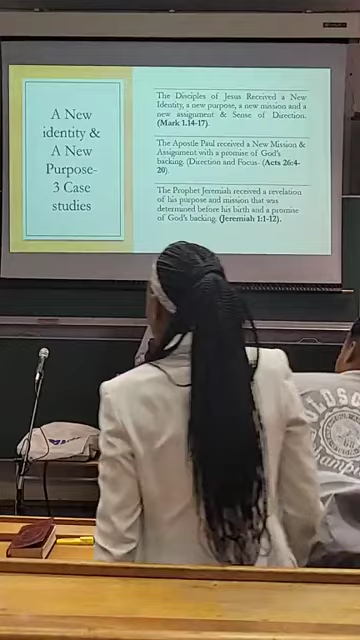 A New
identity &
A New
Purpose-
3 Case
studies
The Disciples of Jesus Received a New
Identity, a new purpose, a new mission and a
new assignment & Sense of Direction.
(Mark 1.14-17).
The Apostle Paul received a New Mission &
Assignment with a promise of God's
backing. (Direction and Focus- (Acts 26:4-
20).
The Prophet Jeremiah received a revelation
of his purpose and mission that was
determined before his birth and a promise
of God's backing. (Jeremiah 1:1-12).